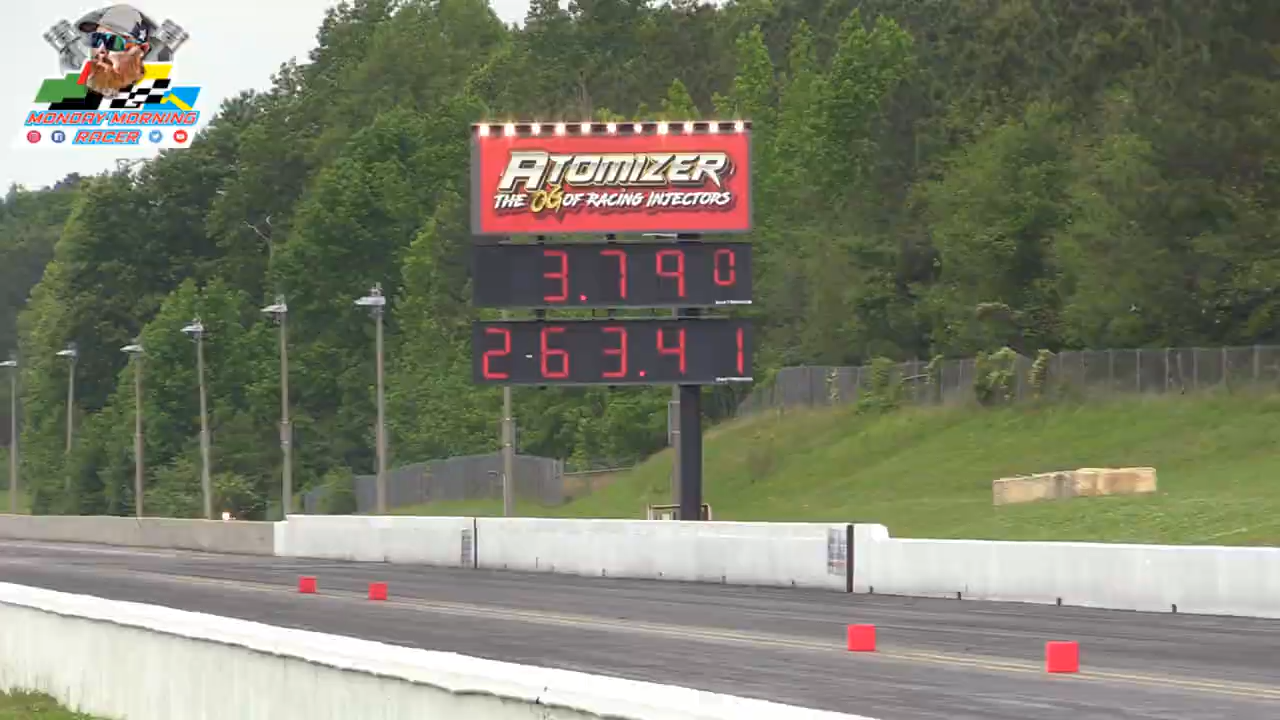 MONDAY MORNING
RACER
ATOMIZER
THE OG OF RACING INJECTORS
3.790
263.41